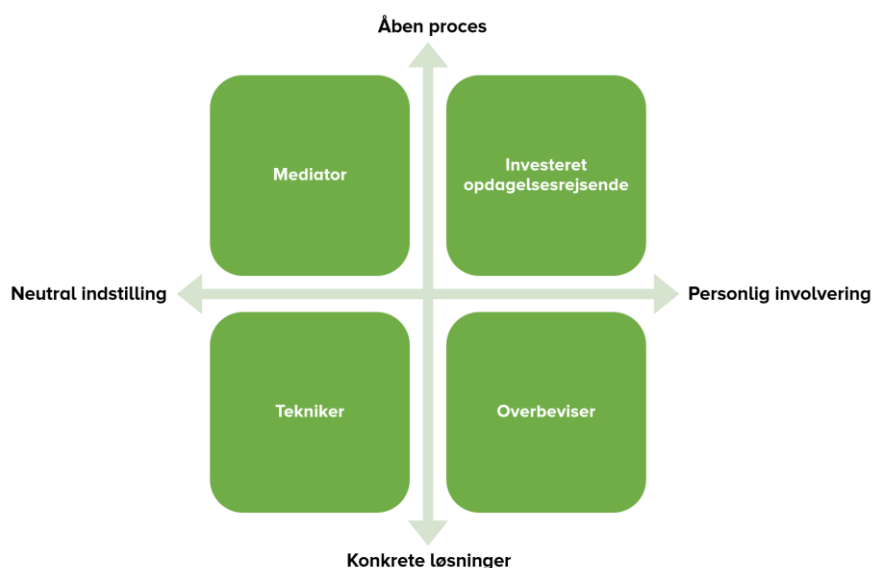 Åben proces
Mediator
Investeret
opdagelsesrejsende
Neutral indstilling
Personlig involvering
Tekniker
Overbeviser
Konkrete løsninger